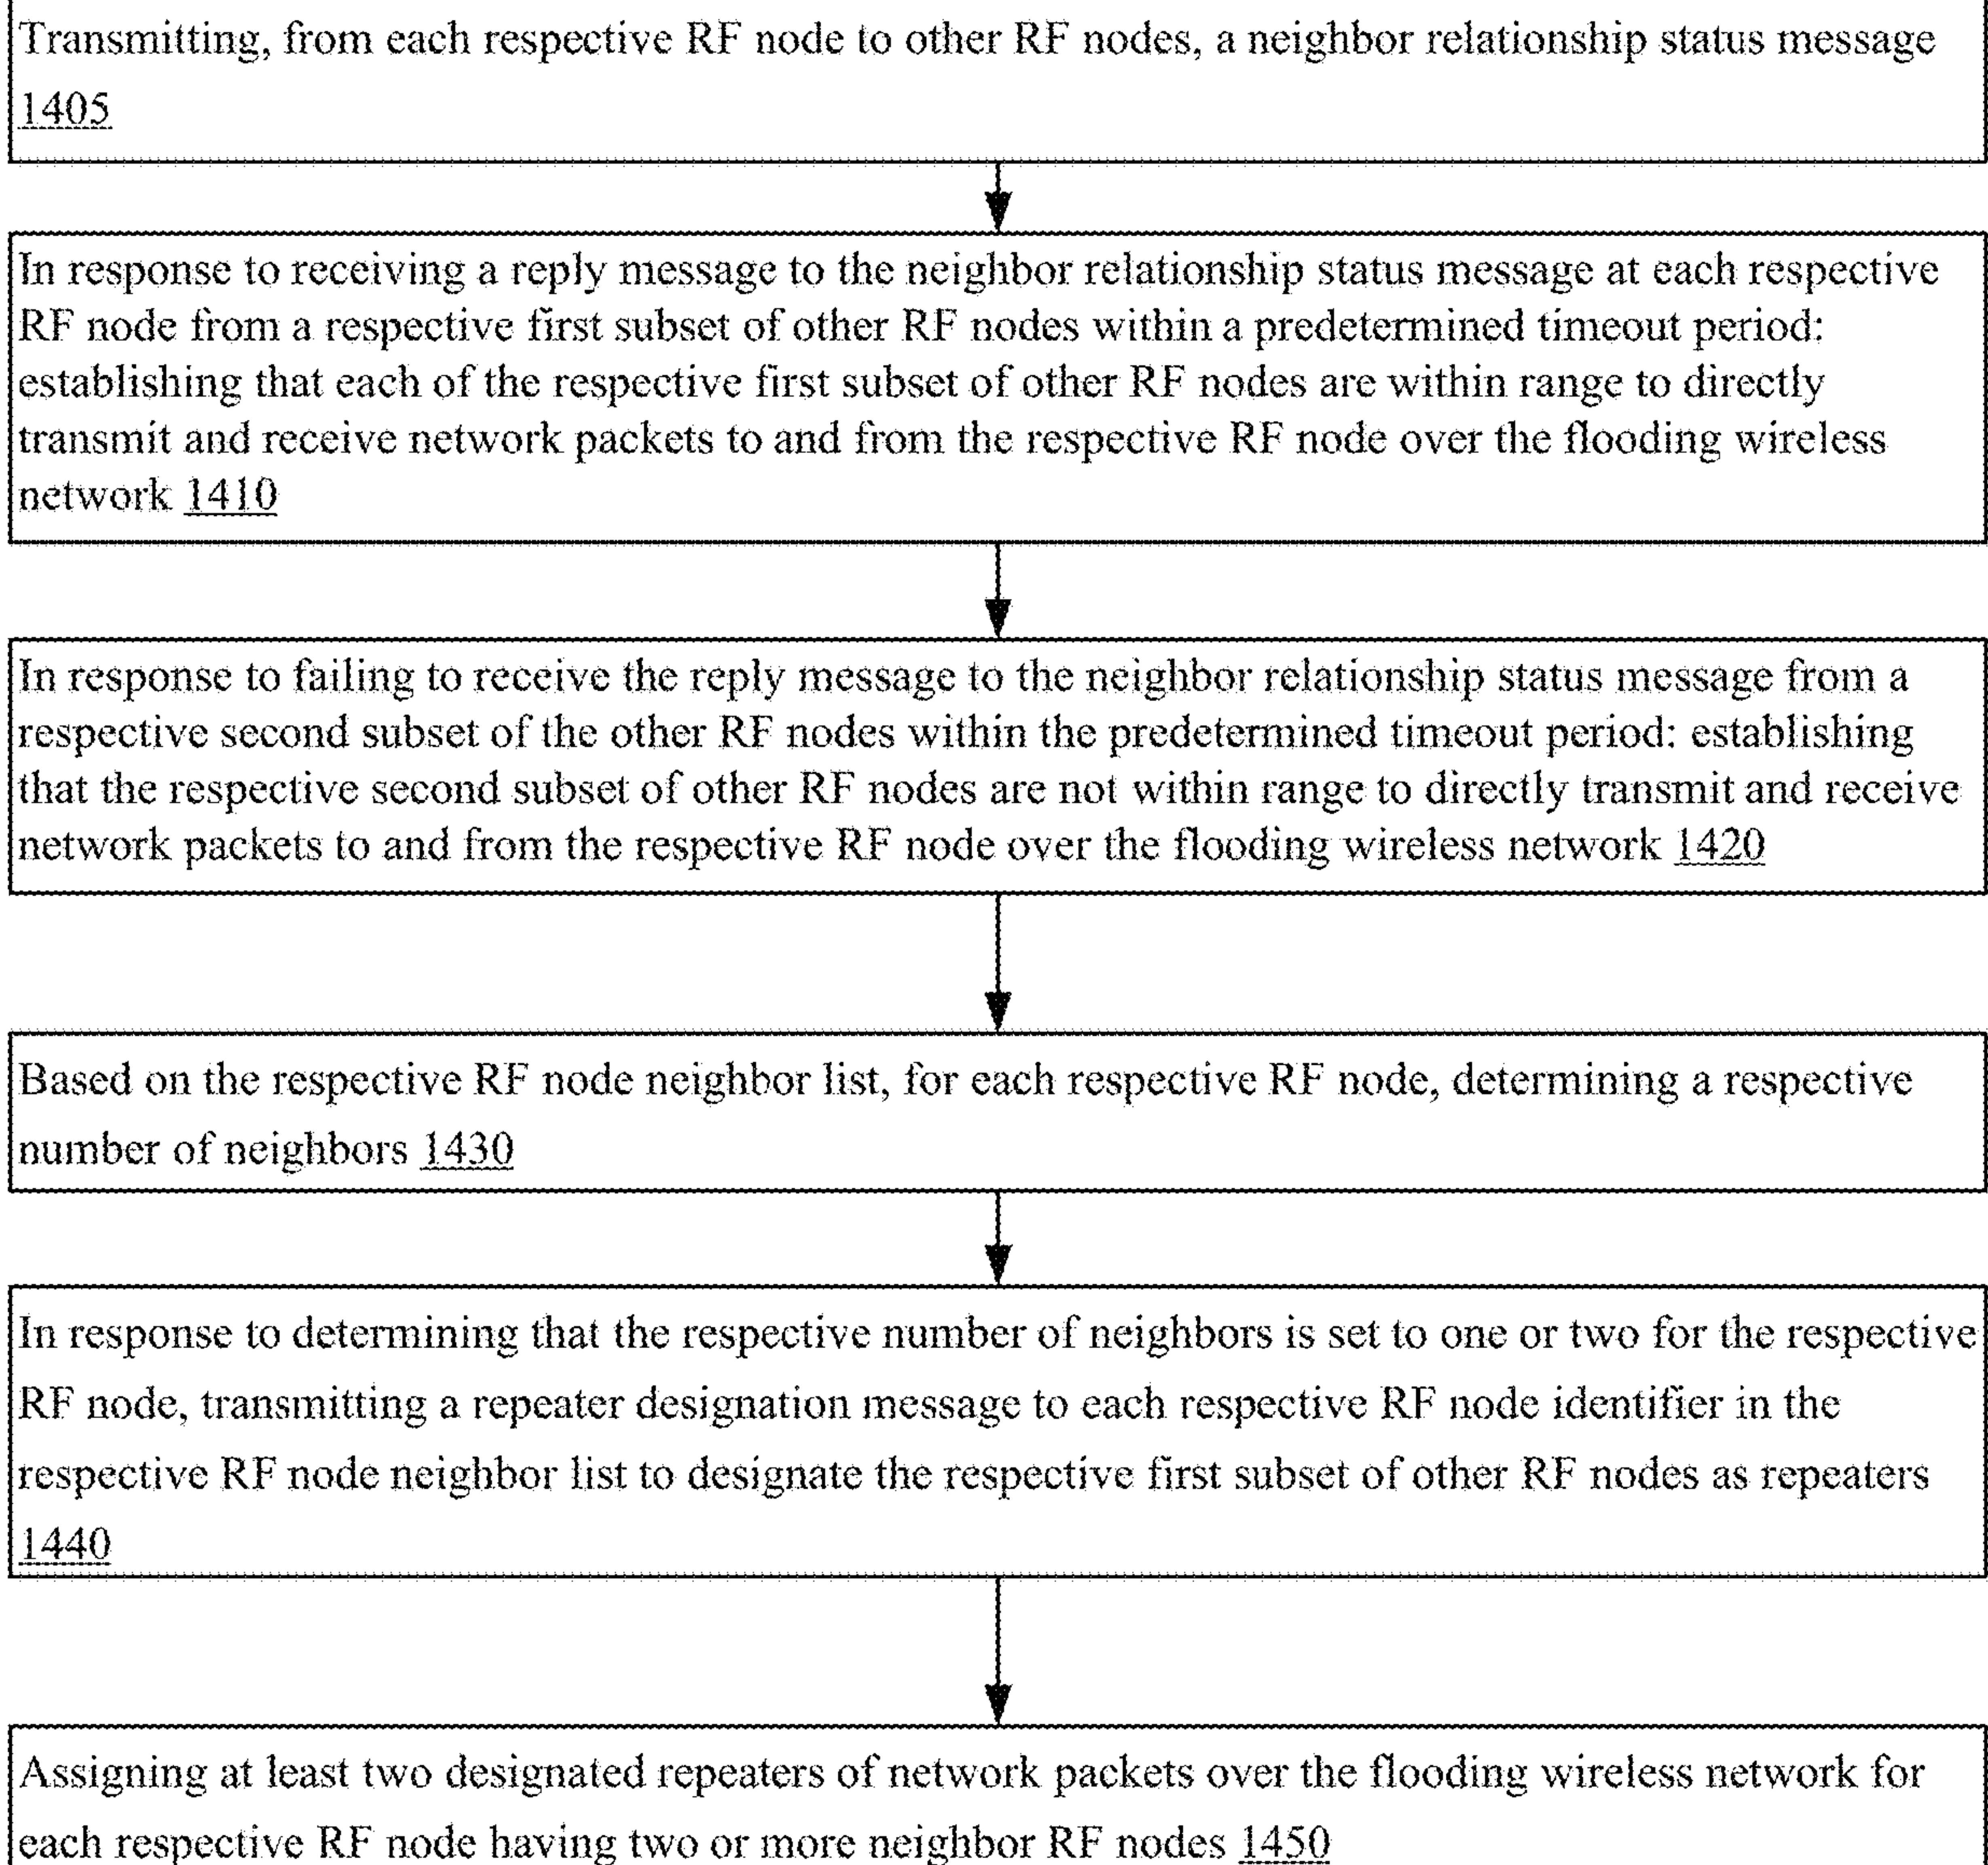 Transmitting, from each respective RF node to other RF nodes, a neighbor relationship status message
1405
In response to receiving a reply message to the neighbor relationship status message at each respective
RF node from a respective first subset of other RF nodes within a predetermined timeout period:
establishing that each of the respective first subset of other RF nodes are within range to directly
transmit and receive network packets to and from the respective RF node over the flooding wireless
network 1410
In response to failing to receive the reply message to the neighbor relationship status message from a
respective second subset of the other RF nodes within the predetermined timeout period: establishing
that the respective second subset of other RF nodes are not within range to directly transmit and receive
network packets to and from the respective RF node over the flooding wireless network 1420
Based on the respective RF node neighbor list, for each respective RF node, determining a respective
number of neighbors 1430
In response to determining that the respective number of neighbors is set to one or two for the respective
RF node, transmitting a repeater designation message to each respective RF node identifier in the
respective RF node neighbor list to designate the respective first subset of other RF nodes as repeaters
1440
Assigning at least two designated repeaters of network packets over the flooding wireless network for
each respective RF node having two or more neighbor RF nodes 1450